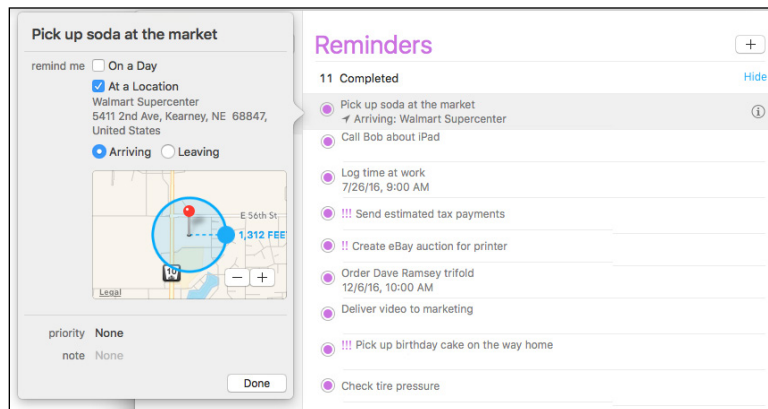 Pick up soda at the market
remind me On a Day
At a Location
Walmart Supercenter
5411 2nd Ave, Kearney, NE 68847,
United States
Arriving Leaving
E 56th St
1,312 FEE
10
Legal
priority None
note None
Done
Reminders
11 Completed Hide
Pick up soda at the market
Arriving: Walmart Supercenter
Call Bob about iPad
Log time at work
7/26/16, 9:00 AM
!!! Send estimated tax payments
!! Create eBay auction for printer
Order Dave Ramsey trifold
12/6/16, 10:00 AM
Deliver video to marketing
!!! Pick up birthday cake on the way home
Check tire pressure